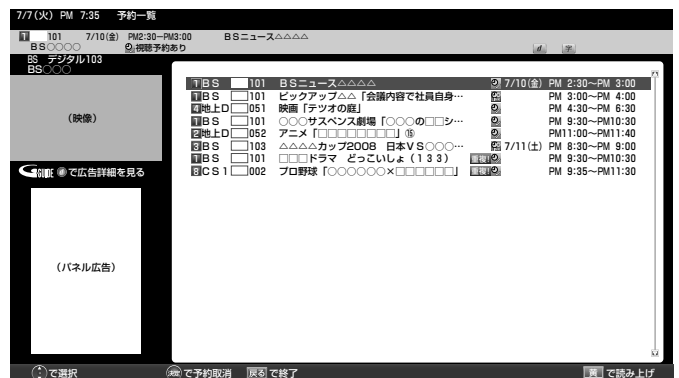 7/7(火) PM 7:35 予約一覧
1 101 7/10(金) PM2:30~PM3:00 BSニュース△△△△
BS○○○○ 視聴予約あり d 字
BS デジタル103
BS○○○
(映像)
GGUIDE で広告詳細を見る
(パネル広告)
1BS 101 BSニュース△△△△ 7/10(金) PM 2:30~PM 3:00
1BS 101 ピックアップ△△「会議内容で社員自身… PM 3:00~PM 4:00
4地上D 051 映画「テツオの庭」 PM 4:30~PM 6:30
1BS 101 ○○○サスペンス劇場「○○○の□□シ… PM 9:30~PM10:30
2地上D 052 アニメ「□□□□□□□□」⑮ PM11:00~PM11:40
3BS 103 △△△△カップ2008 日本VS○○○… 7/11(土) PM 8:30~PM 9:00
1BS 101 □□□ドラマ どっこいしょ(133) 重複! PM 9:30~PM10:30
8CS1 002 プロ野球「○○○○○○×□□□□□□」 重複! PM 9:35~PM11:30
で選択 決定 で予約取消 戻る で終了 黄 で読み上げ